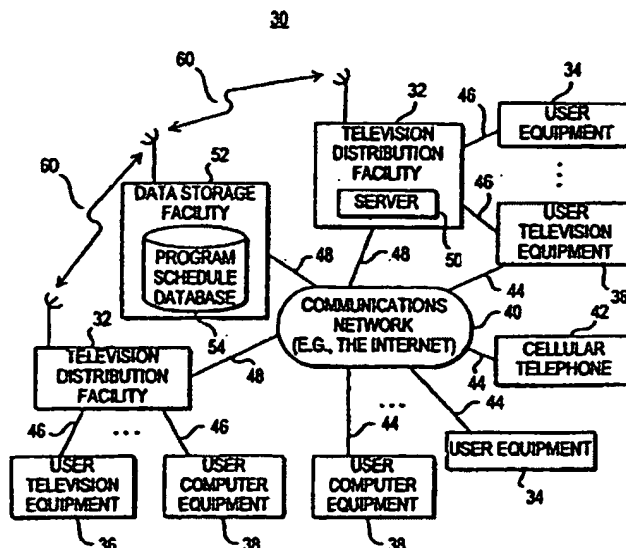 30
60
52
DATA STORAGE
FACILITY
PROGRAM
SCHEDULE
DATABASE
54
32
TELEVISION
DISTRIBUTION
FACILITY
SERVER
50
46
34
USER
EQUIPMENT
46
USER
TELEVISION
EQUIPMENT
44
60
48
48
COMMUNICATIONS
NETWORK
(E.G., THE INTERNET)
40
42
CELLULAR
TELEPHONE
44
32
TELEVISION
DISTRIBUTION
FACILITY
48
44
46
...
46
44
...
USER
TELEVISION
EQUIPMENT
36
USER
COMPUTER
EQUIPMENT
38
USER
COMPUTER
EQUIPMENT
38
USER EQUIPMENT
34